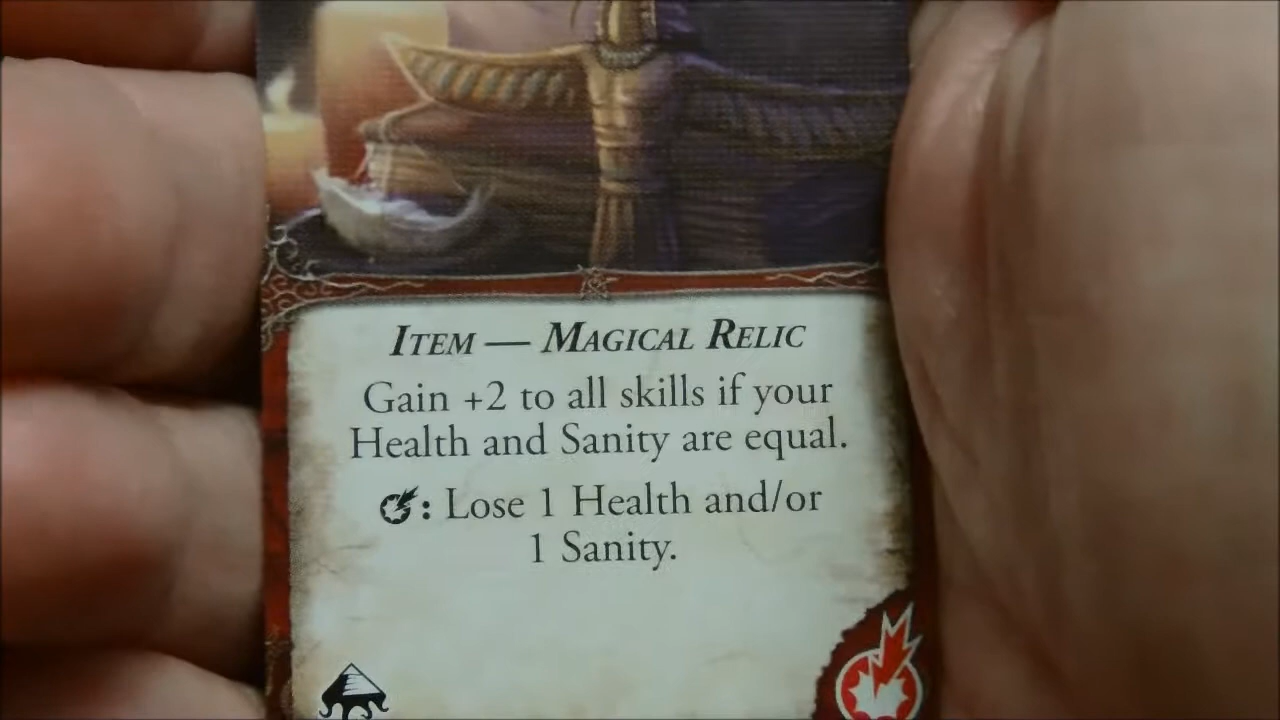 Item — Magical Relic
Gain +2 to all skills if your
Health and Sanity are equal.
: Lose 1 Health and/or
1 Sanity.